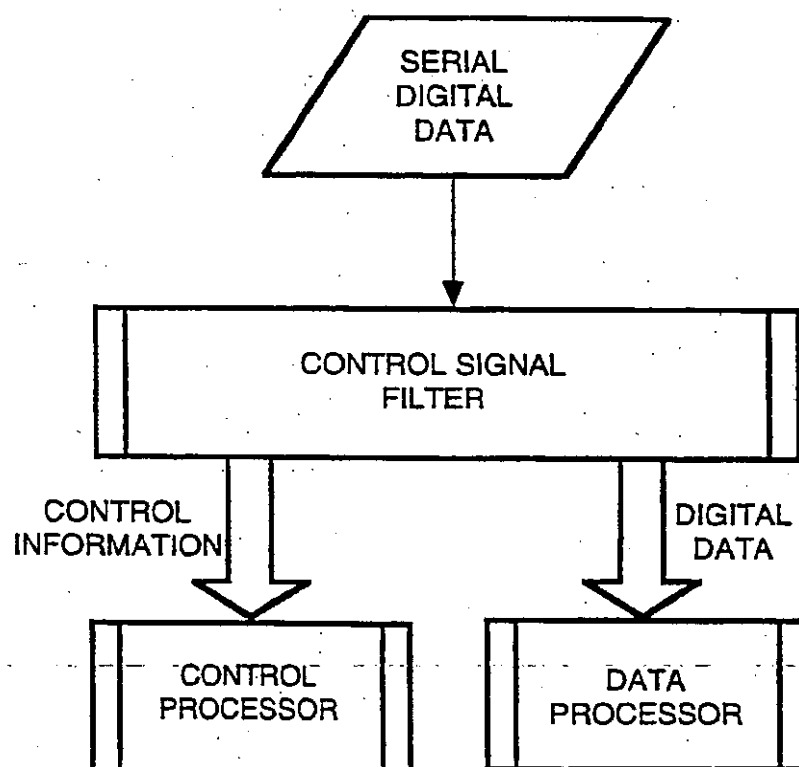 SERIAL
DIGITAL
DATA
CONTROL SIGNAL
FILTER
CONTROL
INFORMATION
DIGITAL
DATA
CONTROL
PROCESSOR
DATA
PROCESSOR